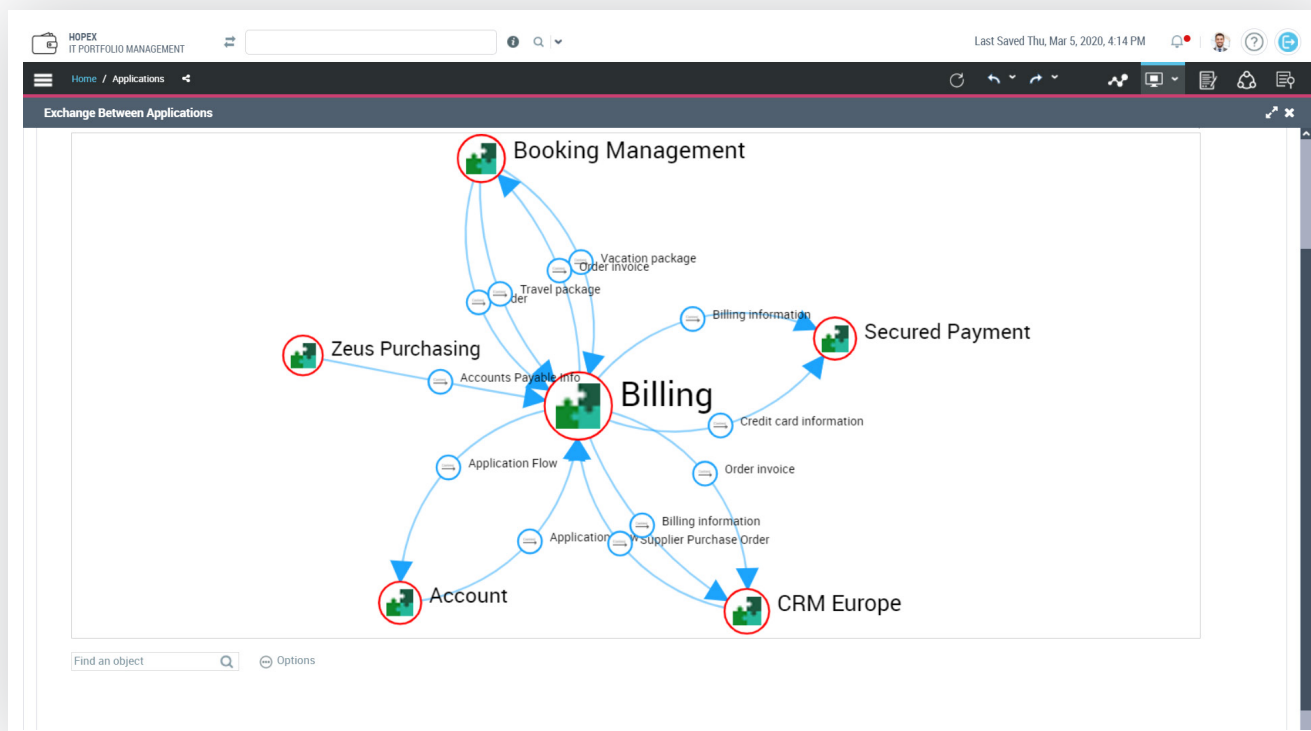 HOPEX
IT PORTFOLIO MANAGEMENT
Last Saved Thu, Mar 5, 2020, 4:14 PM
Home / Applications
Exchange Between Applications
Booking Management
Vacation package
Order invoice
Travel package
Billing information
Secured Payment
Zeus Purchasing
Accounts Payable Info
Billing
Credit card information
Application Flow
Order invoice
Billing information
Application
Supplier Purchase Order
Account
CRM Europe
Find an object
Options